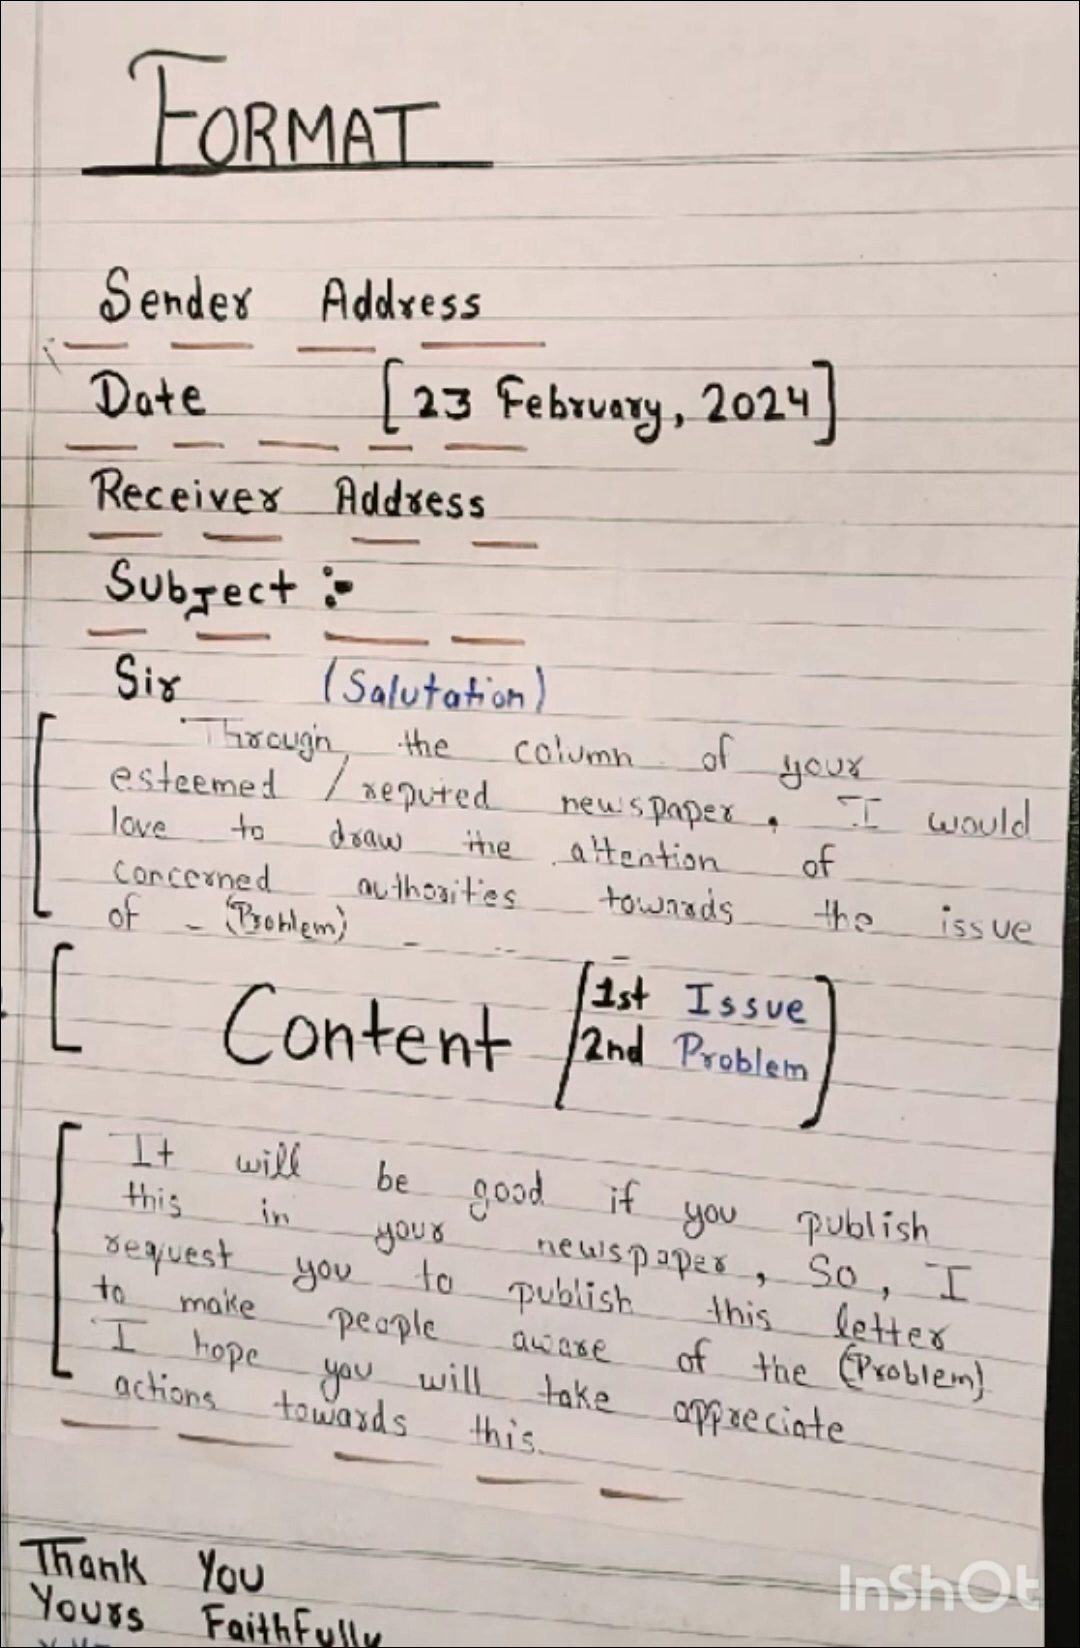 FORMAT
Sender Address
Date [23 February, 2024]
Receiver Address
Subject :-
Sir (Salutation)
Through the column of your
esteemed / reputed newspaper. I would
love to draw the attention of
concerned authorities towards the issue
of - (Problem)
Content (1st Issue
2nd Problem)
It will be good if you publish
this in your newspaper, So, I
request you to publish this letter
to make people aware of the (Problem)
I hope you will take appreciate
actions towards this.
Thank You
Yours Faithfully
InShOt